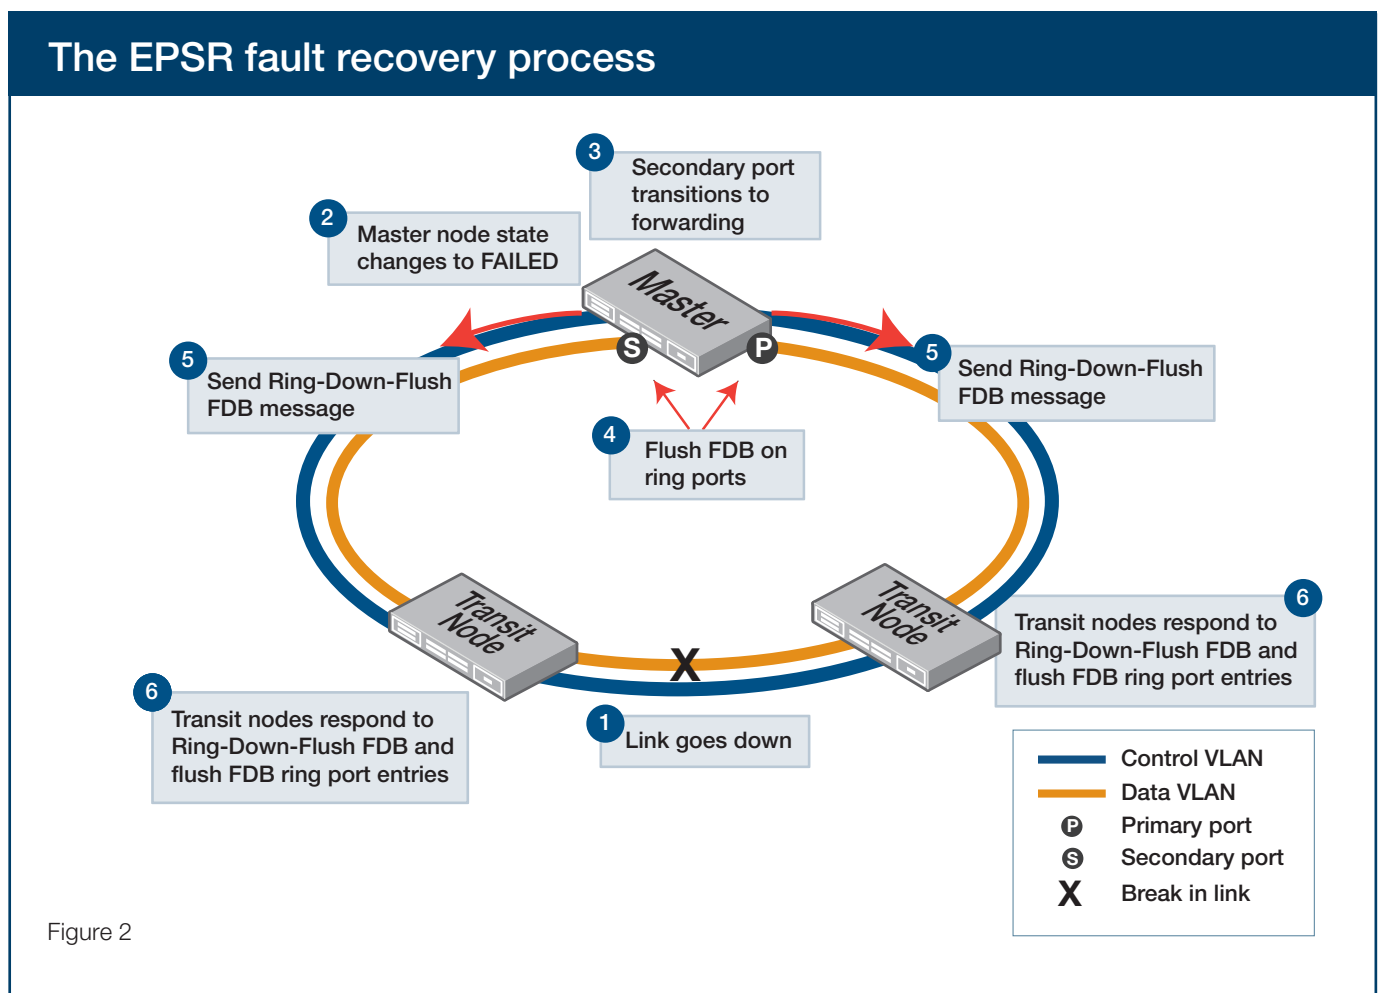 The EPSR fault recovery process
3
Secondary port
transitions to
forwarding
2
Master node state
changes to FAILED
Master
S
P
5
Send Ring-Down-Flush
FDB message
5
Send Ring-Down-Flush
FDB message
4
Flush FDB on
ring ports
Transit
Node
Transit
Node
6
Transit nodes respond to
Ring-Down-Flush FDB and
flush FDB ring port entries
X
6
Transit nodes respond to
Ring-Down-Flush FDB and
flush FDB ring port entries
1
Link goes down
Control VLAN
Data VLAN
P Primary port
S Secondary port
X Break in link
Figure 2